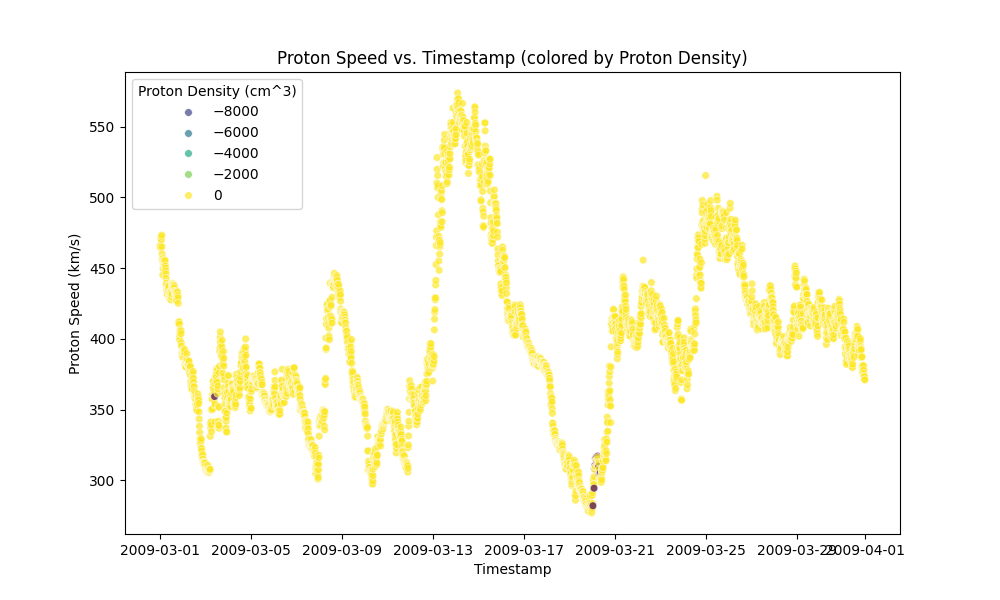 Proton Speed vs. Timestamp (colored by Proton Density)
Proton Density (cm^3)
−8000
−6000
−4000
−2000
0
550
500
450
400
350
300
Proton Speed (km/s)
2009-03-01 2009-03-05 2009-03-09 2009-03-13 2009-03-17 2009-03-21 2009-03-25 2009-03-29 2009-04-01
Timestamp